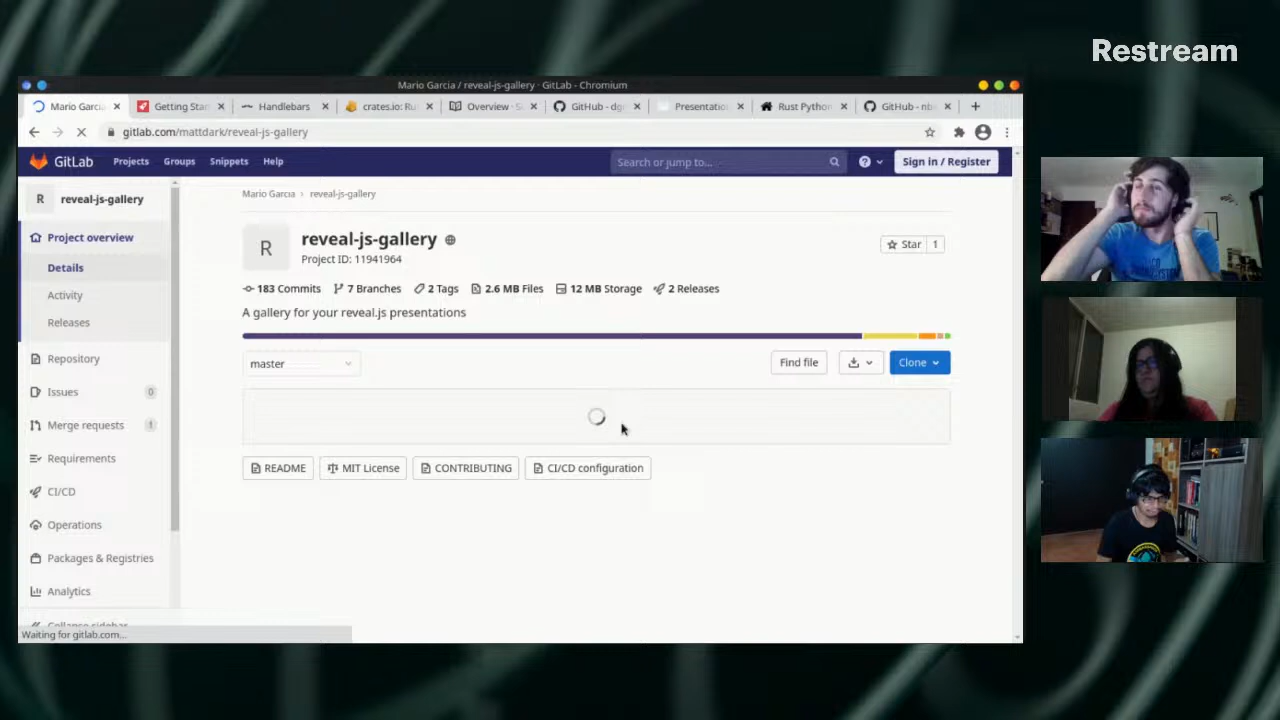 Restream
Mario Garcia / reveal-js-gallery · GitLab - Chromium
Mario Garcia Getting Star Handlebars crates.io: Ru Overview · S GitHub - dg Presentatio Rust Python GitHub - ntr
gitlab.com/mattdark/reveal-js-gallery
GitLab Projects Groups Snippets Help Search or jump to... Sign in / Register
R reveal-js-gallery
Project overview
Details
Activity
Releases
Repository
Issues 0
Merge requests 1
Requirements
CI/CD
Operations
Packages & Registries
Analytics
Collapse sidebar
Mario Garcia › reveal-js-gallery
R
reveal-js-gallery
Project ID: 11941964
Star 1
183 Commits 7 Branches 2 Tags 2.6 MB Files 12 MB Storage 2 Releases
A gallery for your reveal.js presentations
master Find file Clone
README MIT License CONTRIBUTING CI/CD configuration
Waiting for gitlab.com...